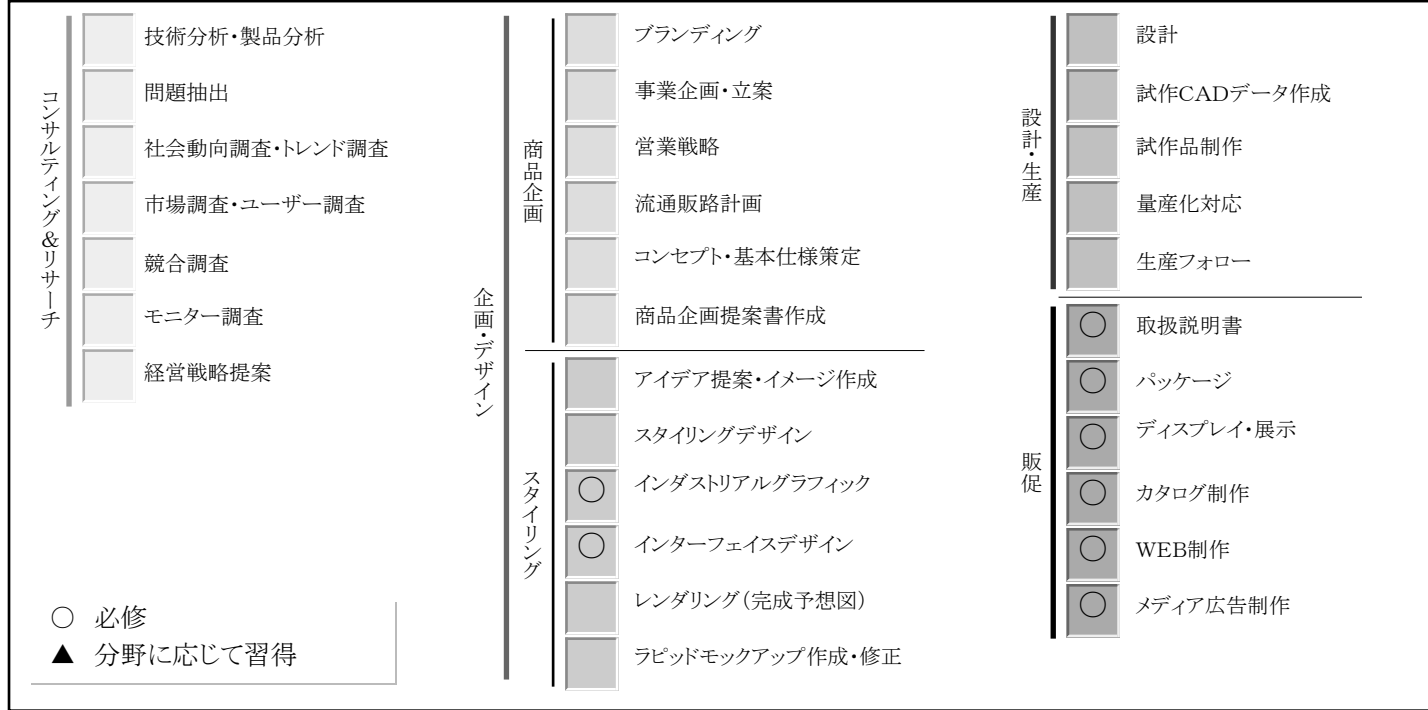 コンサルティング&リサーチ
技術分析・製品分析
問題抽出
社会動向調査・トレンド調査
市場調査・ユーザー調査
競合調査
モニター調査
経営戦略提案
企画・デザイン
商品企画
ブランディング
事業企画・立案
営業戦略
流通販路計画
コンセプト・基本仕様策定
商品企画提案書作成
スタイリング
アイデア提案・イメージ作成
スタイリングデザイン
○ インダストリアルグラフィック
○ インターフェイスデザイン
レンダリング(完成予想図)
ラピッドモックアップ作成・修正
設計・生産
設計
試作CADデータ作成
試作品制作
量産化対応
生産フォロー
販促
○ 取扱説明書
○ パッケージ
○ ディスプレイ・展示
○ カタログ制作
○ WEB制作
○ メディア広告制作
○ 必修
▲ 分野に応じて習得